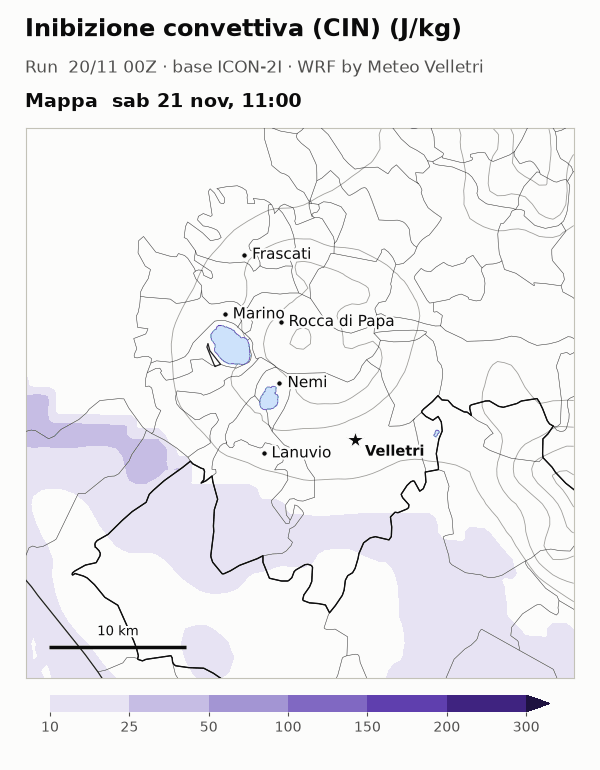 Inibizione convettiva (CIN) (J/kg)
Run  20/11 00Z · base ICON-2I · WRF by Meteo Velletri
Mappa  sab 21 nov, 11:00
Frascati
Marino
Rocca di Papa
Nemi
Velletri
Lanuvio
10 km
10 25 50 100 150 200 300